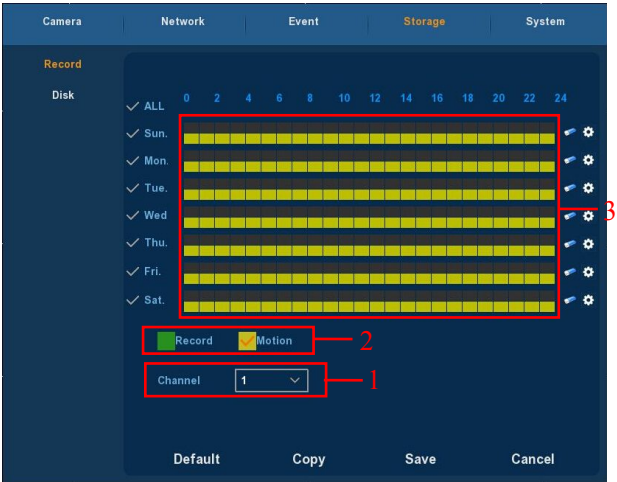 Camera Network Event Storage System
Record
Disk
0 2 4 6 8 10 12 14 16 18 20 22 24
ALL
Sun.
Mon.
Tue.
Wed
3
Thu.
Fri.
Sat.
Record Motion 2
Channel 1 1
Default Copy Save Cancel